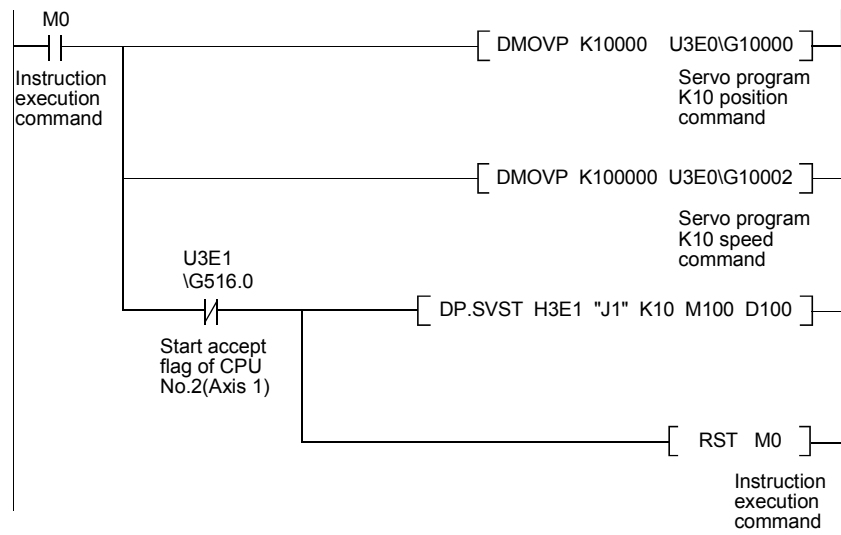 M0
DMOVP K10000 U3E0\G10000
Instruction
execution
command
Servo program
K10 position
command
DMOVP K100000 U3E0\G10002
Servo program
K10 speed
command
U3E1
\G516.0
DP.SVST H3E1 "J1" K10 M100 D100
Start accept
flag of CPU
No.2(Axis 1)
RST M0
Instruction
execution
command